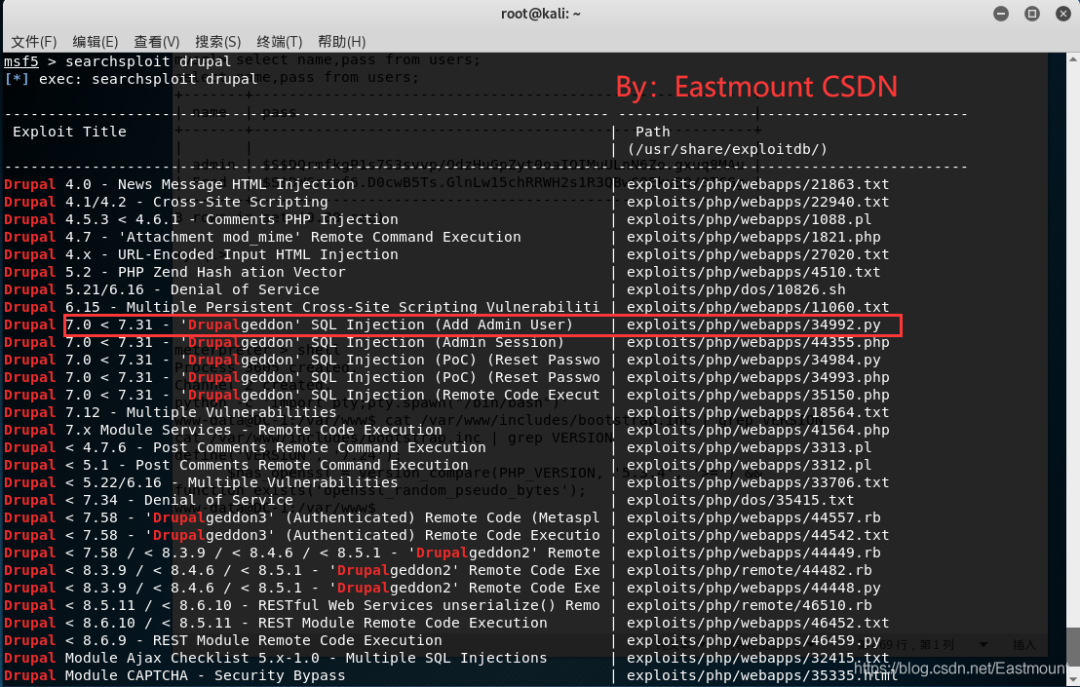 root@kali: ~
文件(F) 编辑(E) 查看(V) 搜索(S) 终端(T) 帮助(H)
msf5 > searchsploit drupal
[*] exec: searchsploit drupal
By：Eastmount CSDN
Exploit Title | Path
| (/usr/share/exploitdb/)
Drupal 4.0 - News Message HTML Injection | exploits/php/webapps/21863.txt
Drupal 4.1/4.2 - Cross-Site Scripting | exploits/php/webapps/22940.txt
Drupal 4.5.3 < 4.6.1 - Comments PHP Injection | exploits/php/webapps/1088.pl
Drupal 4.7 - 'Attachment mod_mime' Remote Command Execution | exploits/php/webapps/1821.php
Drupal 4.x - URL-Encoded Input HTML Injection | exploits/php/webapps/27020.txt
Drupal 5.2 - PHP Zend Hash ation Vector | exploits/php/webapps/4510.txt
Drupal 5.21/6.16 - Denial of Service | exploits/php/dos/10826.sh
Drupal 6.15 - Multiple Persistent Cross-Site Scripting Vulnerabiliti | exploits/php/webapps/11060.txt
Drupal 7.0 < 7.31 - 'Drupalgeddon' SQL Injection (Add Admin User) | exploits/php/webapps/34992.py
Drupal 7.0 < 7.31 - 'Drupalgeddon' SQL Injection (Admin Session) | exploits/php/webapps/44355.php
Drupal 7.0 < 7.31 - 'Drupalgeddon' SQL Injection (PoC) (Reset Passwo | exploits/php/webapps/34984.py
Drupal 7.0 < 7.31 - 'Drupalgeddon' SQL Injection (PoC) (Reset Passwo | exploits/php/webapps/34993.php
Drupal 7.0 < 7.31 - 'Drupalgeddon' SQL Injection (Remote Code Execut | exploits/php/webapps/35150.php
Drupal 7.12 - Multiple Vulnerabilities | exploits/php/webapps/18564.txt
Drupal 7.x Module Services - Remote Code Execution | exploits/php/webapps/41564.php
Drupal < 4.7.6 - Post Comments Remote Command Execution | exploits/php/webapps/3313.pl
Drupal < 5.1 - Post Comments Remote Command Execution | exploits/php/webapps/3312.pl
Drupal < 5.22/6.16 - Multiple Vulnerabilities | exploits/php/webapps/33706.txt
Drupal < 7.34 - Denial of Service | exploits/php/dos/35415.txt
Drupal < 7.58 - 'Drupalgeddon3' (Authenticated) Remote Code (Metaspl | exploits/php/webapps/44557.rb
Drupal < 7.58 - 'Drupalgeddon3' (Authenticated) Remote Code Executio | exploits/php/webapps/44542.txt
Drupal < 7.58 / < 8.3.9 / < 8.4.6 / < 8.5.1 - 'Drupalgeddon2' Remote | exploits/php/webapps/44449.rb
Drupal < 8.3.9 / < 8.4.6 / < 8.5.1 - 'Drupalgeddon2' Remote Code Exe | exploits/php/remote/44482.rb
Drupal < 8.3.9 / < 8.4.6 / < 8.5.1 - 'Drupalgeddon2' Remote Code Exe | exploits/php/webapps/44448.py
Drupal < 8.5.11 / < 8.6.10 - RESTful Web Services unserialize() Remo | exploits/php/remote/46510.rb
Drupal < 8.6.10 / < 8.5.11 - REST Module Remote Code Execution | exploits/php/webapps/46452.txt
Drupal < 8.6.9 - REST Module Remote Code Execution | exploits/php/webapps/46459.py
Drupal Module Ajax Checklist 5.x-1.0 - Multiple SQL Injections | exploits/php/webapps/32415.txt
Drupal Module CAPTCHA - Security Bypass | exploits/php/webapps/35335.html
https://blog.csdn.net/Eastmount